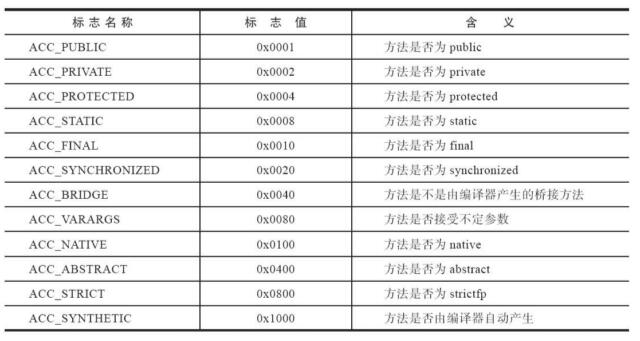 标志名称 标志值 含义
ACC_PUBLIC 0x0001 方法是否为 public
ACC_PRIVATE 0x0002 方法是否为 private
ACC_PROTECTED 0x0004 方法是否为 protected
ACC_STATIC 0x0008 方法是否为 static
ACC_FINAL 0x0010 方法是否为 final
ACC_SYNCHRONIZED 0x0020 方法是否为 synchronized
ACC_BRIDGE 0x0040 方法是不是由编译器产生的桥接方法
ACC_VARARGS 0x0080 方法是否接受不定参数
ACC_NATIVE 0x0100 方法是否为 native
ACC_ABSTRACT 0x0400 方法是否为 abstract
ACC_STRICT 0x0800 方法是否为 strictfp
ACC_SYNTHETIC 0x1000 方法是否由编译器自动产生